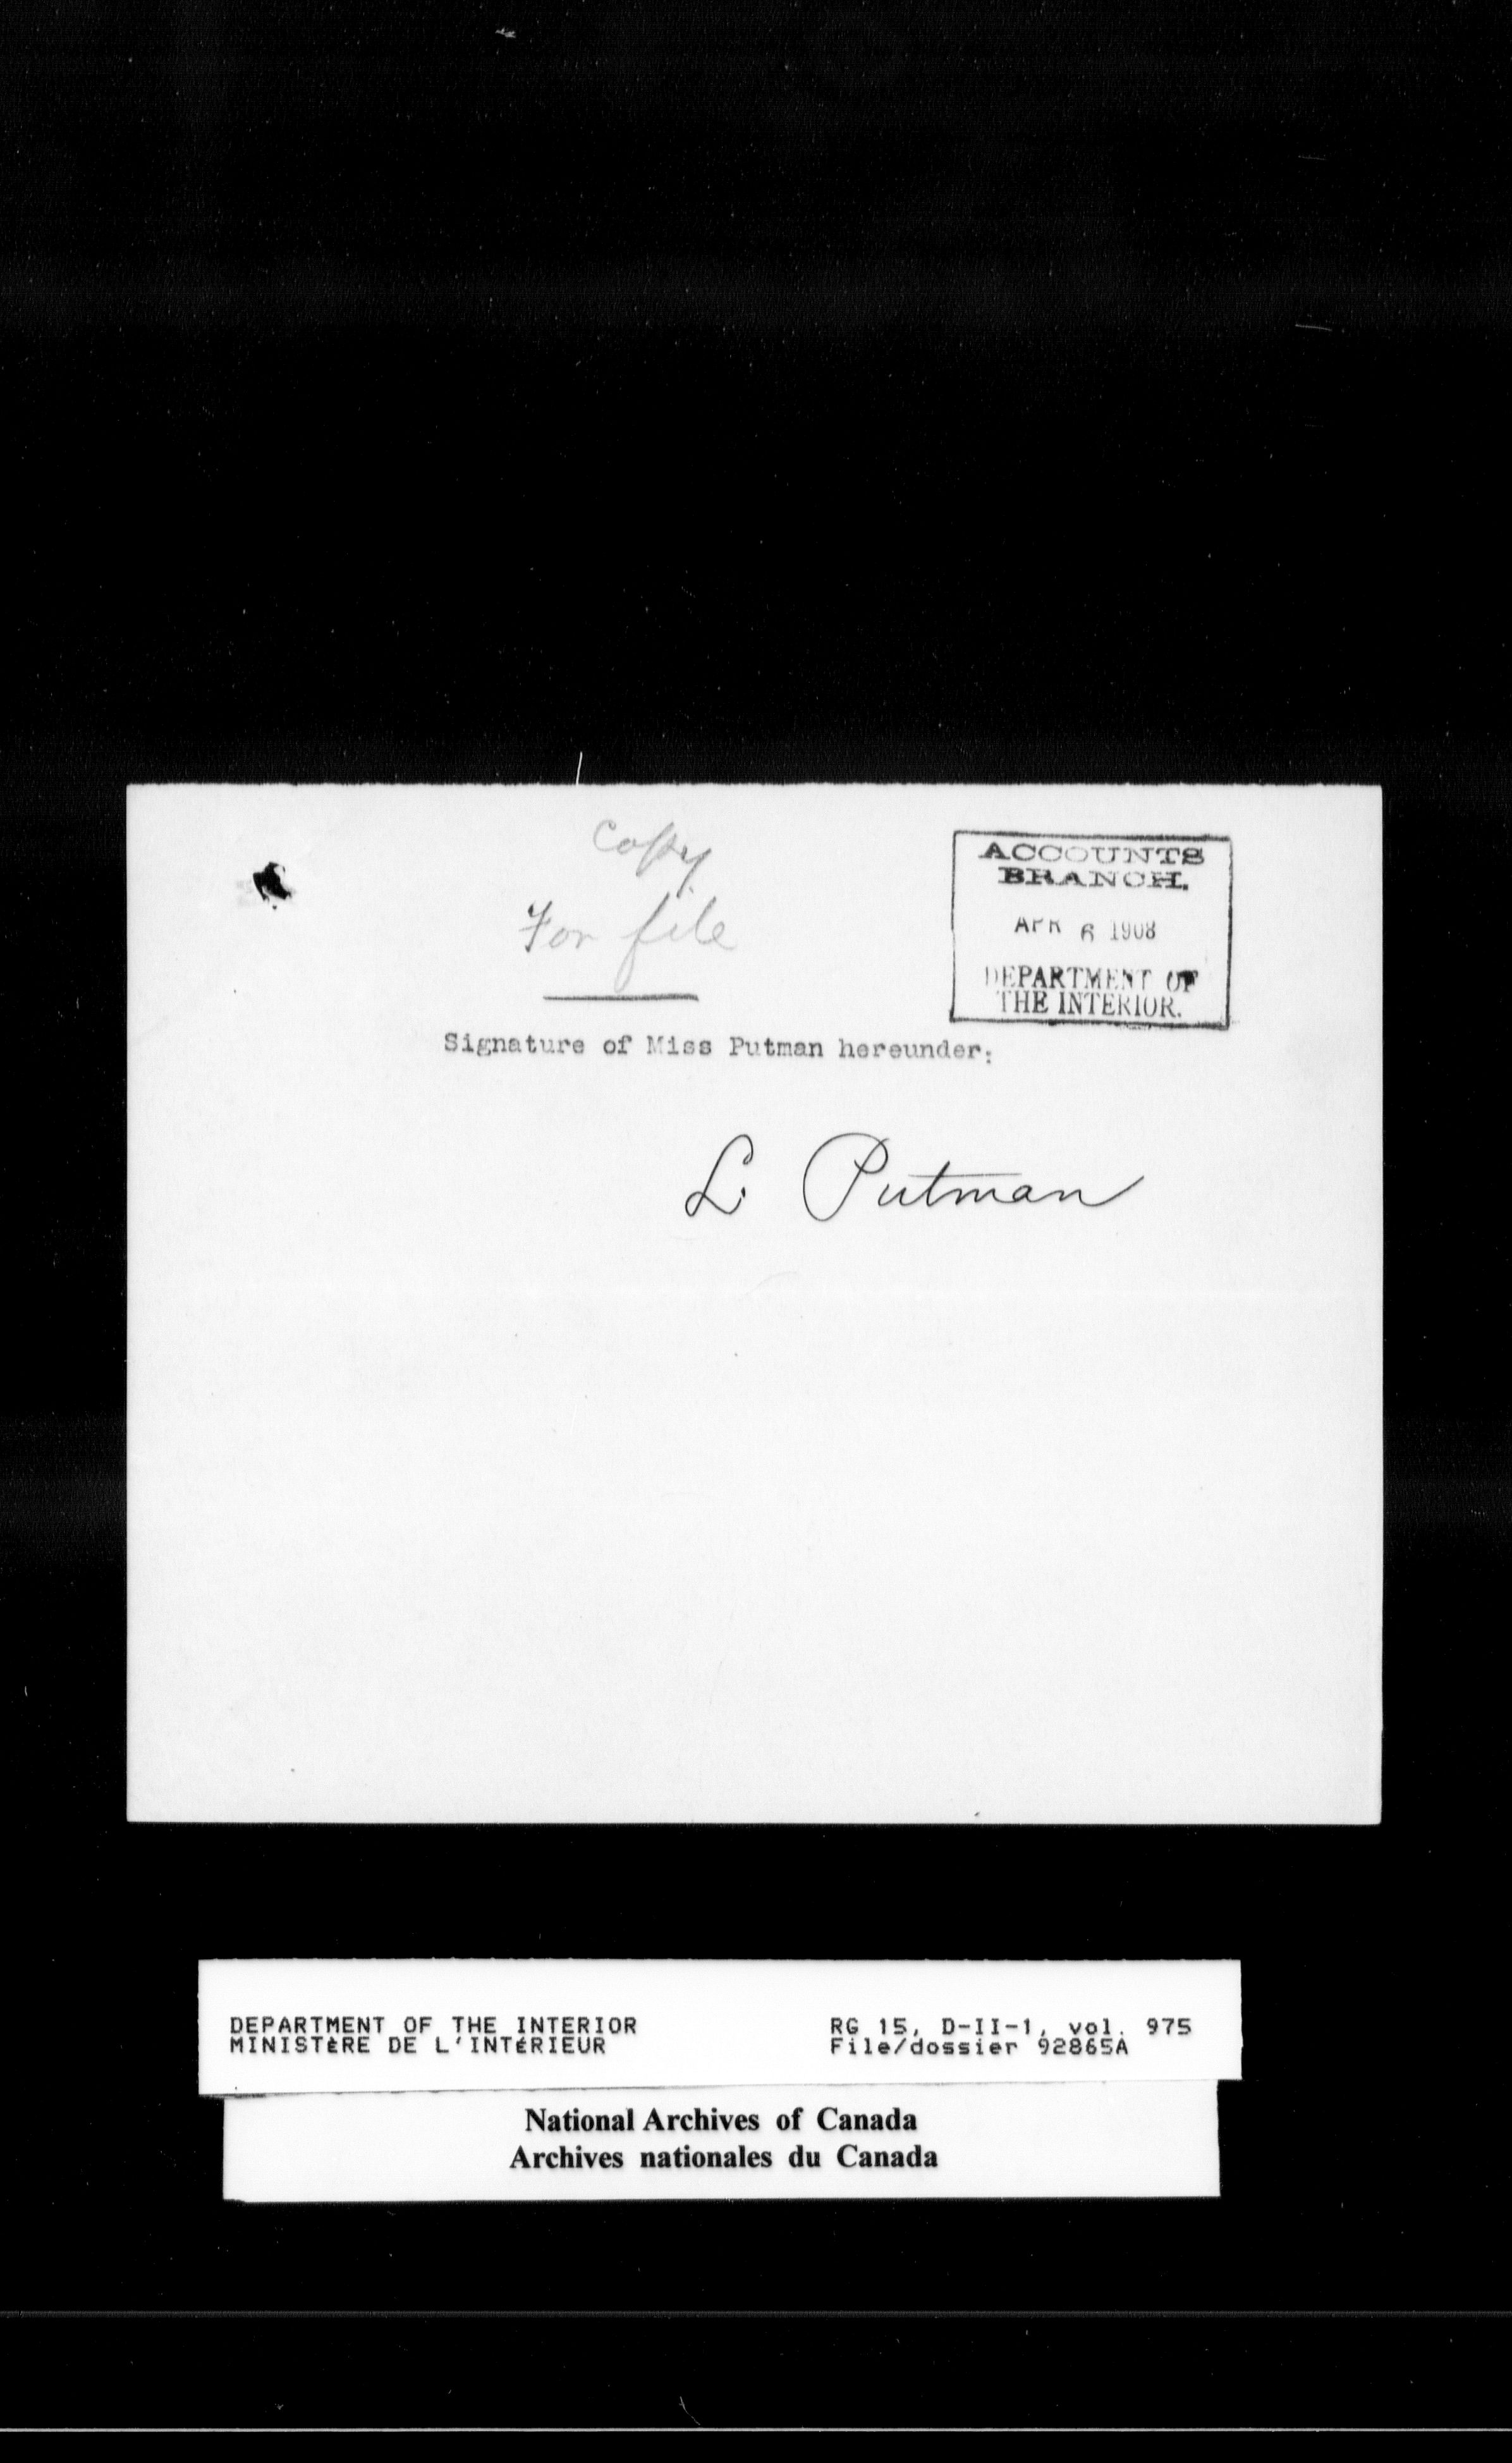 Copy
For file
ACCOUNTS
BRANCH.
APR 6 1908
DEPARTMENT OF
THE INTERIOR.
Signature of Miss Putman hereunder:
L. Putman
DEPARTMENT OF THE INTERIOR
MINISTÈRE DE L'INTÉRIEUR
RG 15, D-II-1, vol. 975
File/dossier 92865A
National Archives of Canada
Archives nationales du Canada